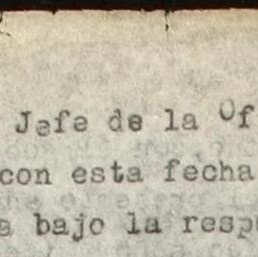 Jefe de la Of
con esta fecha
a bajo la resp